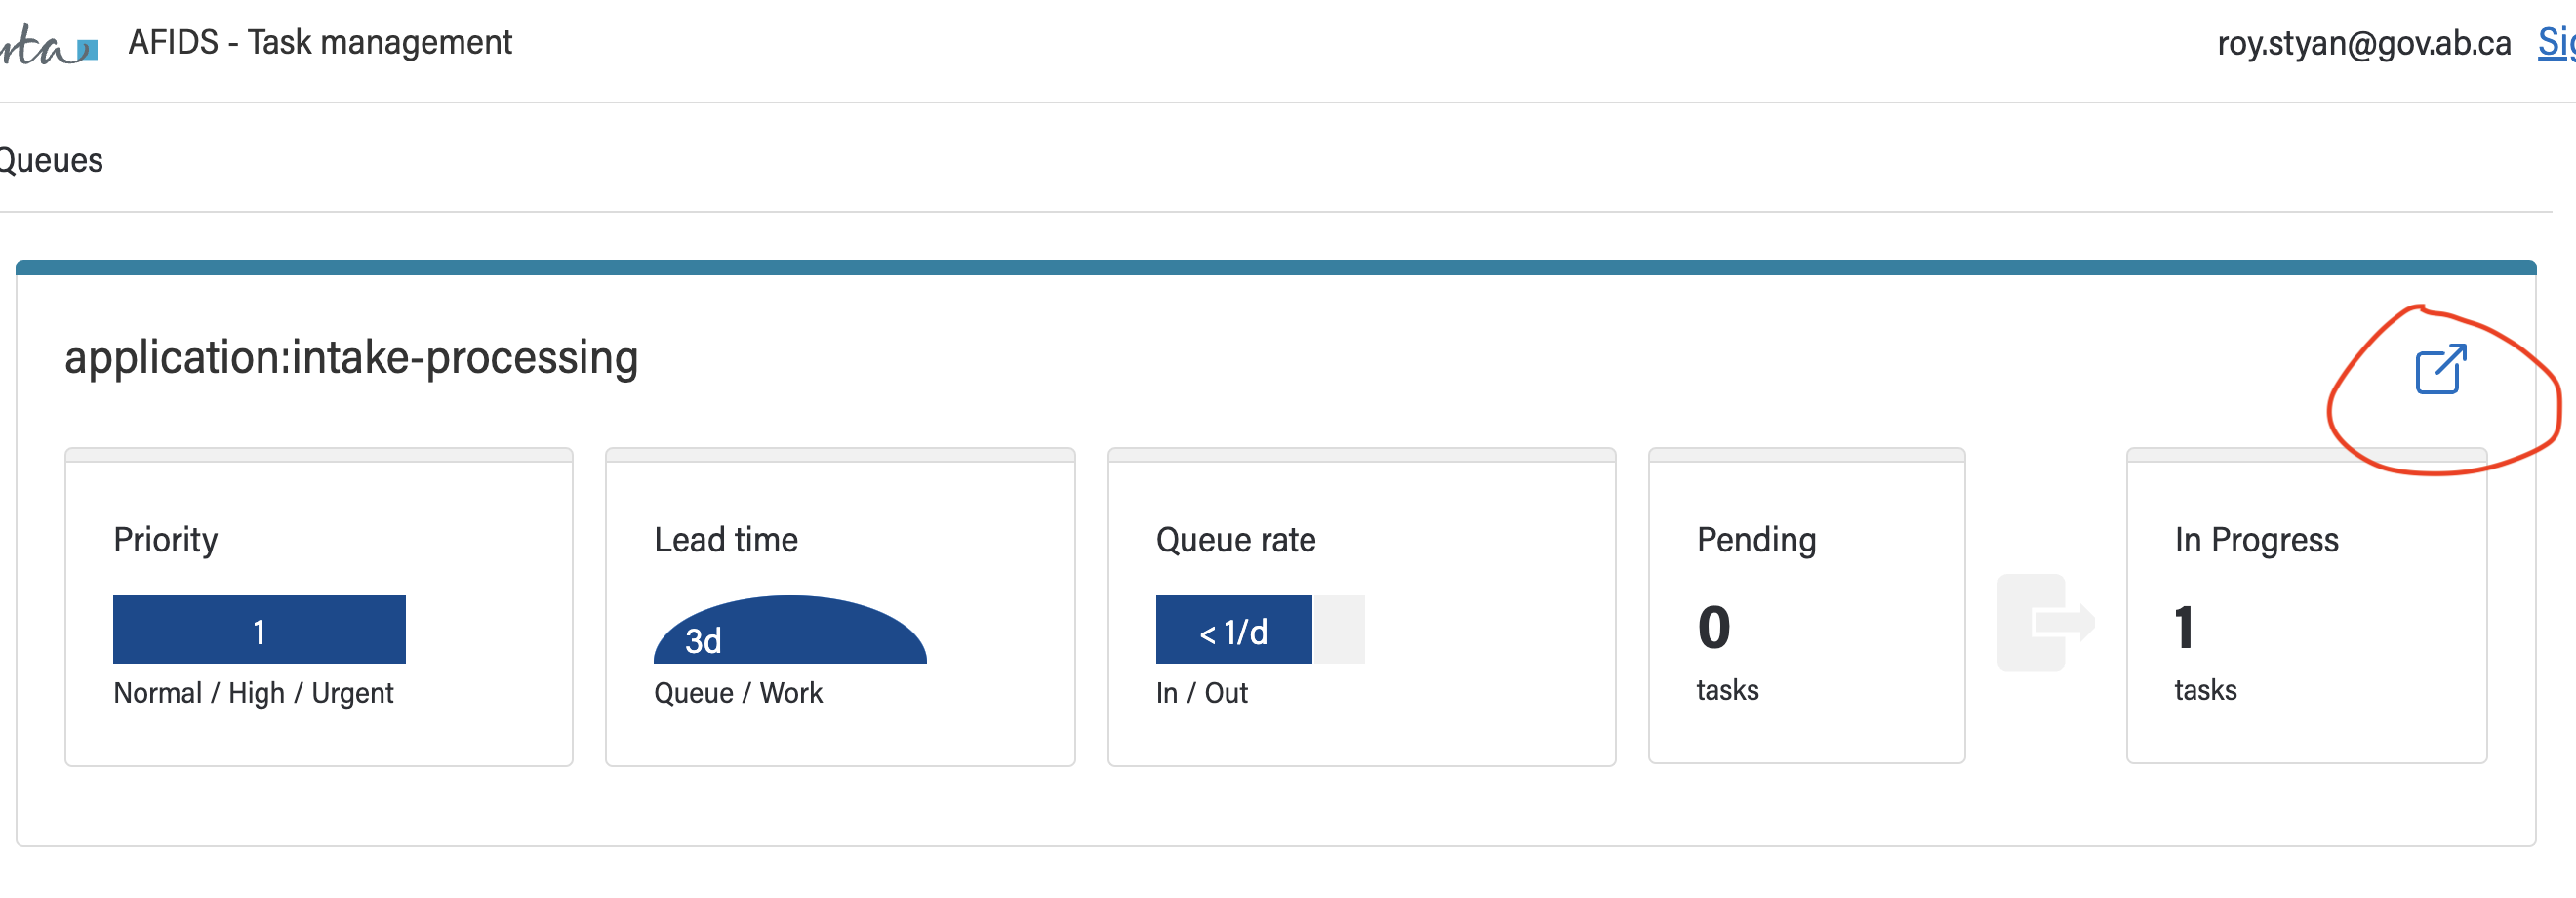 AFIDS - Task management
roy.styan@gov.ab.ca
Queues
application:intake-processing
Priority
1
Normal / High / Urgent
Lead time
3d
Queue / Work
Queue rate
< 1/d
In / Out
Pending
0
tasks
In Progress
1
tasks